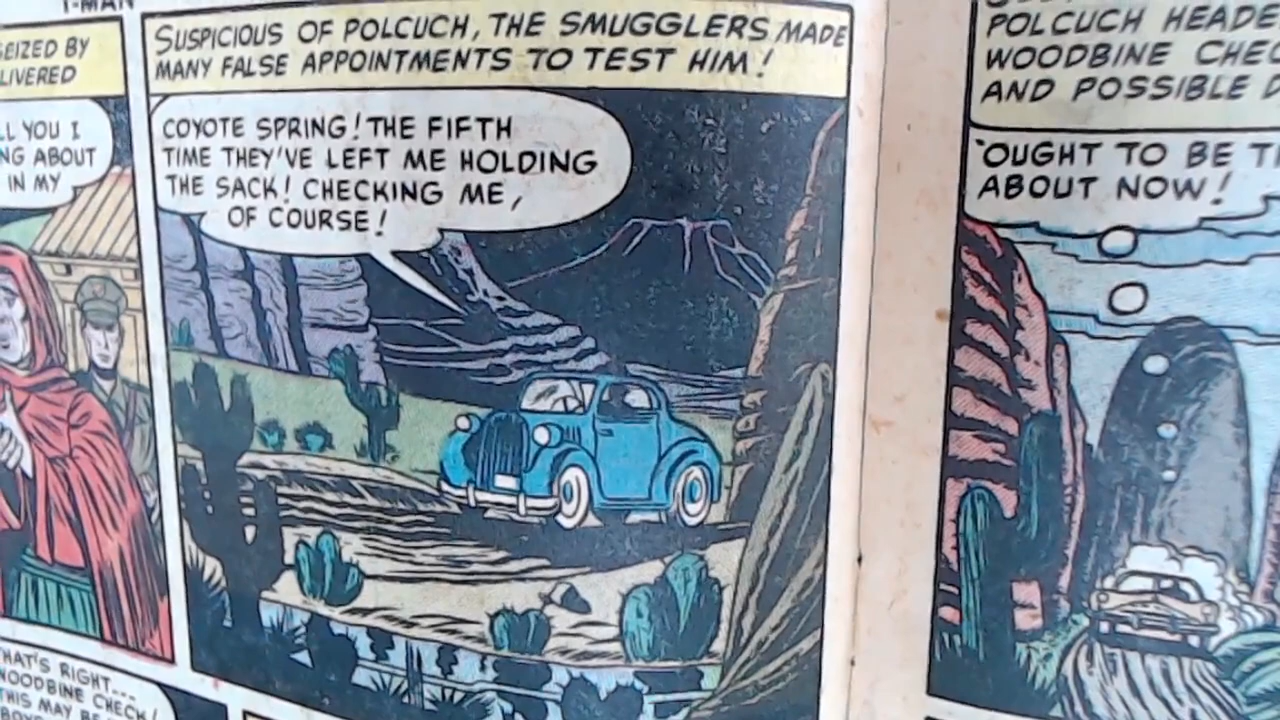 T-MAN
SEIZED BY
LIVERED
LL YOU I
NG ABOUT
IN MY
SUSPICIOUS OF POLCUCH, THE SMUGGLERS MADE
MANY FALSE APPOINTMENTS TO TEST HIM!
COYOTE SPRING! THE FIFTH
TIME THEY'VE LEFT ME HOLDING
THE SACK! CHECKING ME,
OF COURSE!
POLCUCH HEADE
WOODBINE CHEC
AND POSSIBLE D
'OUGHT TO BE TH
ABOUT NOW!
THAT'S RIGHT...
WOODBINE CHECK!
THIS MAY BE